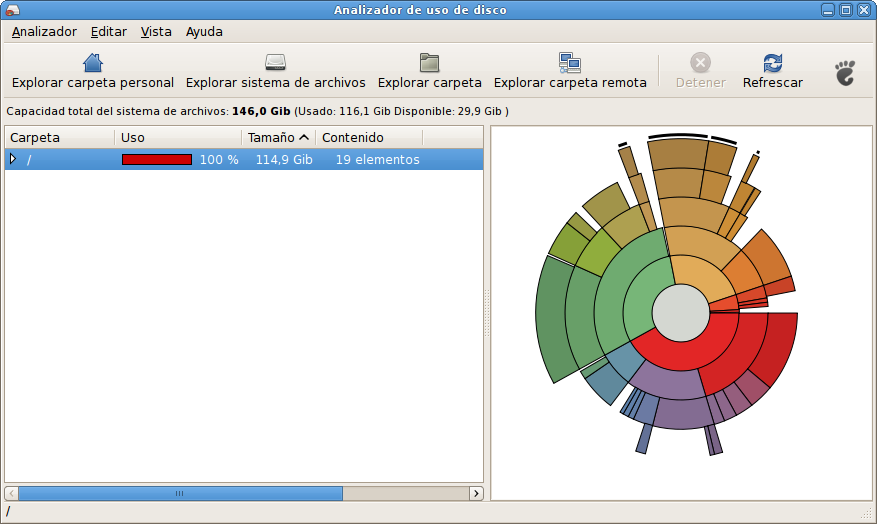 Analizador de uso de disco
Analizador Editar Vista Ayuda
Explorar carpeta personal Explorar sistema de archivos Explorar carpeta Explorar carpeta remota Detener Refrescar
Capacidad total del sistema de archivos: 146,0 Gib (Usado: 116,1 Gib Disponible: 29,9 Gib )
Carpeta Uso Tamaño Contenido
/ 100 % 114,9 Gib 19 elementos
/